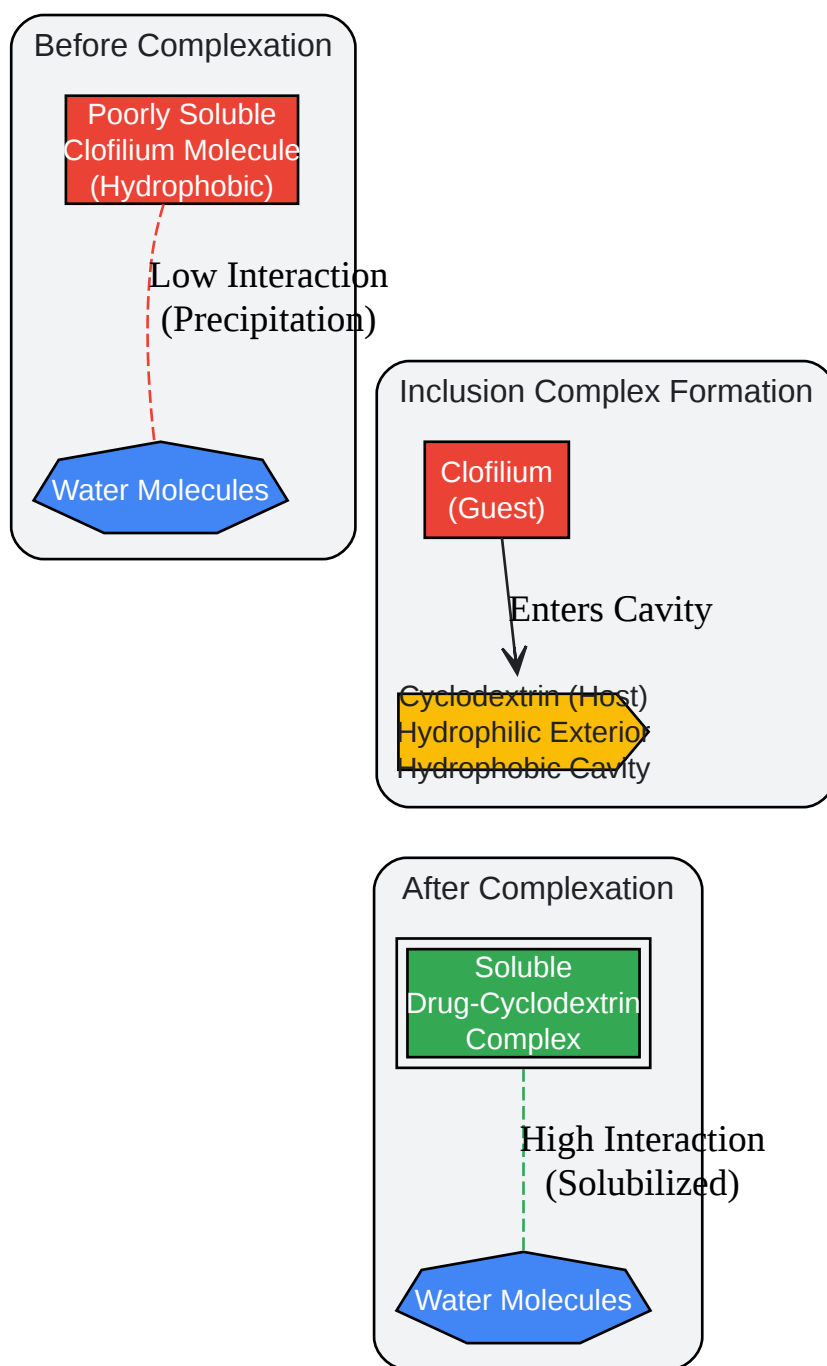 Before Complexation
Poorly Soluble
Clofilium Molecule
(Hydrophobic)
Low Interaction
(Precipitation)
Water Molecules
Inclusion Complex Formation
Clofilium
(Guest)
Enters Cavity
Cyclodextrin (Host)
Hydrophilic Exterior
Hydrophobic Cavity
After Complexation
Soluble
Drug-Cyclodextrin
Complex
High Interaction
(Solubilized)
Water Molecules